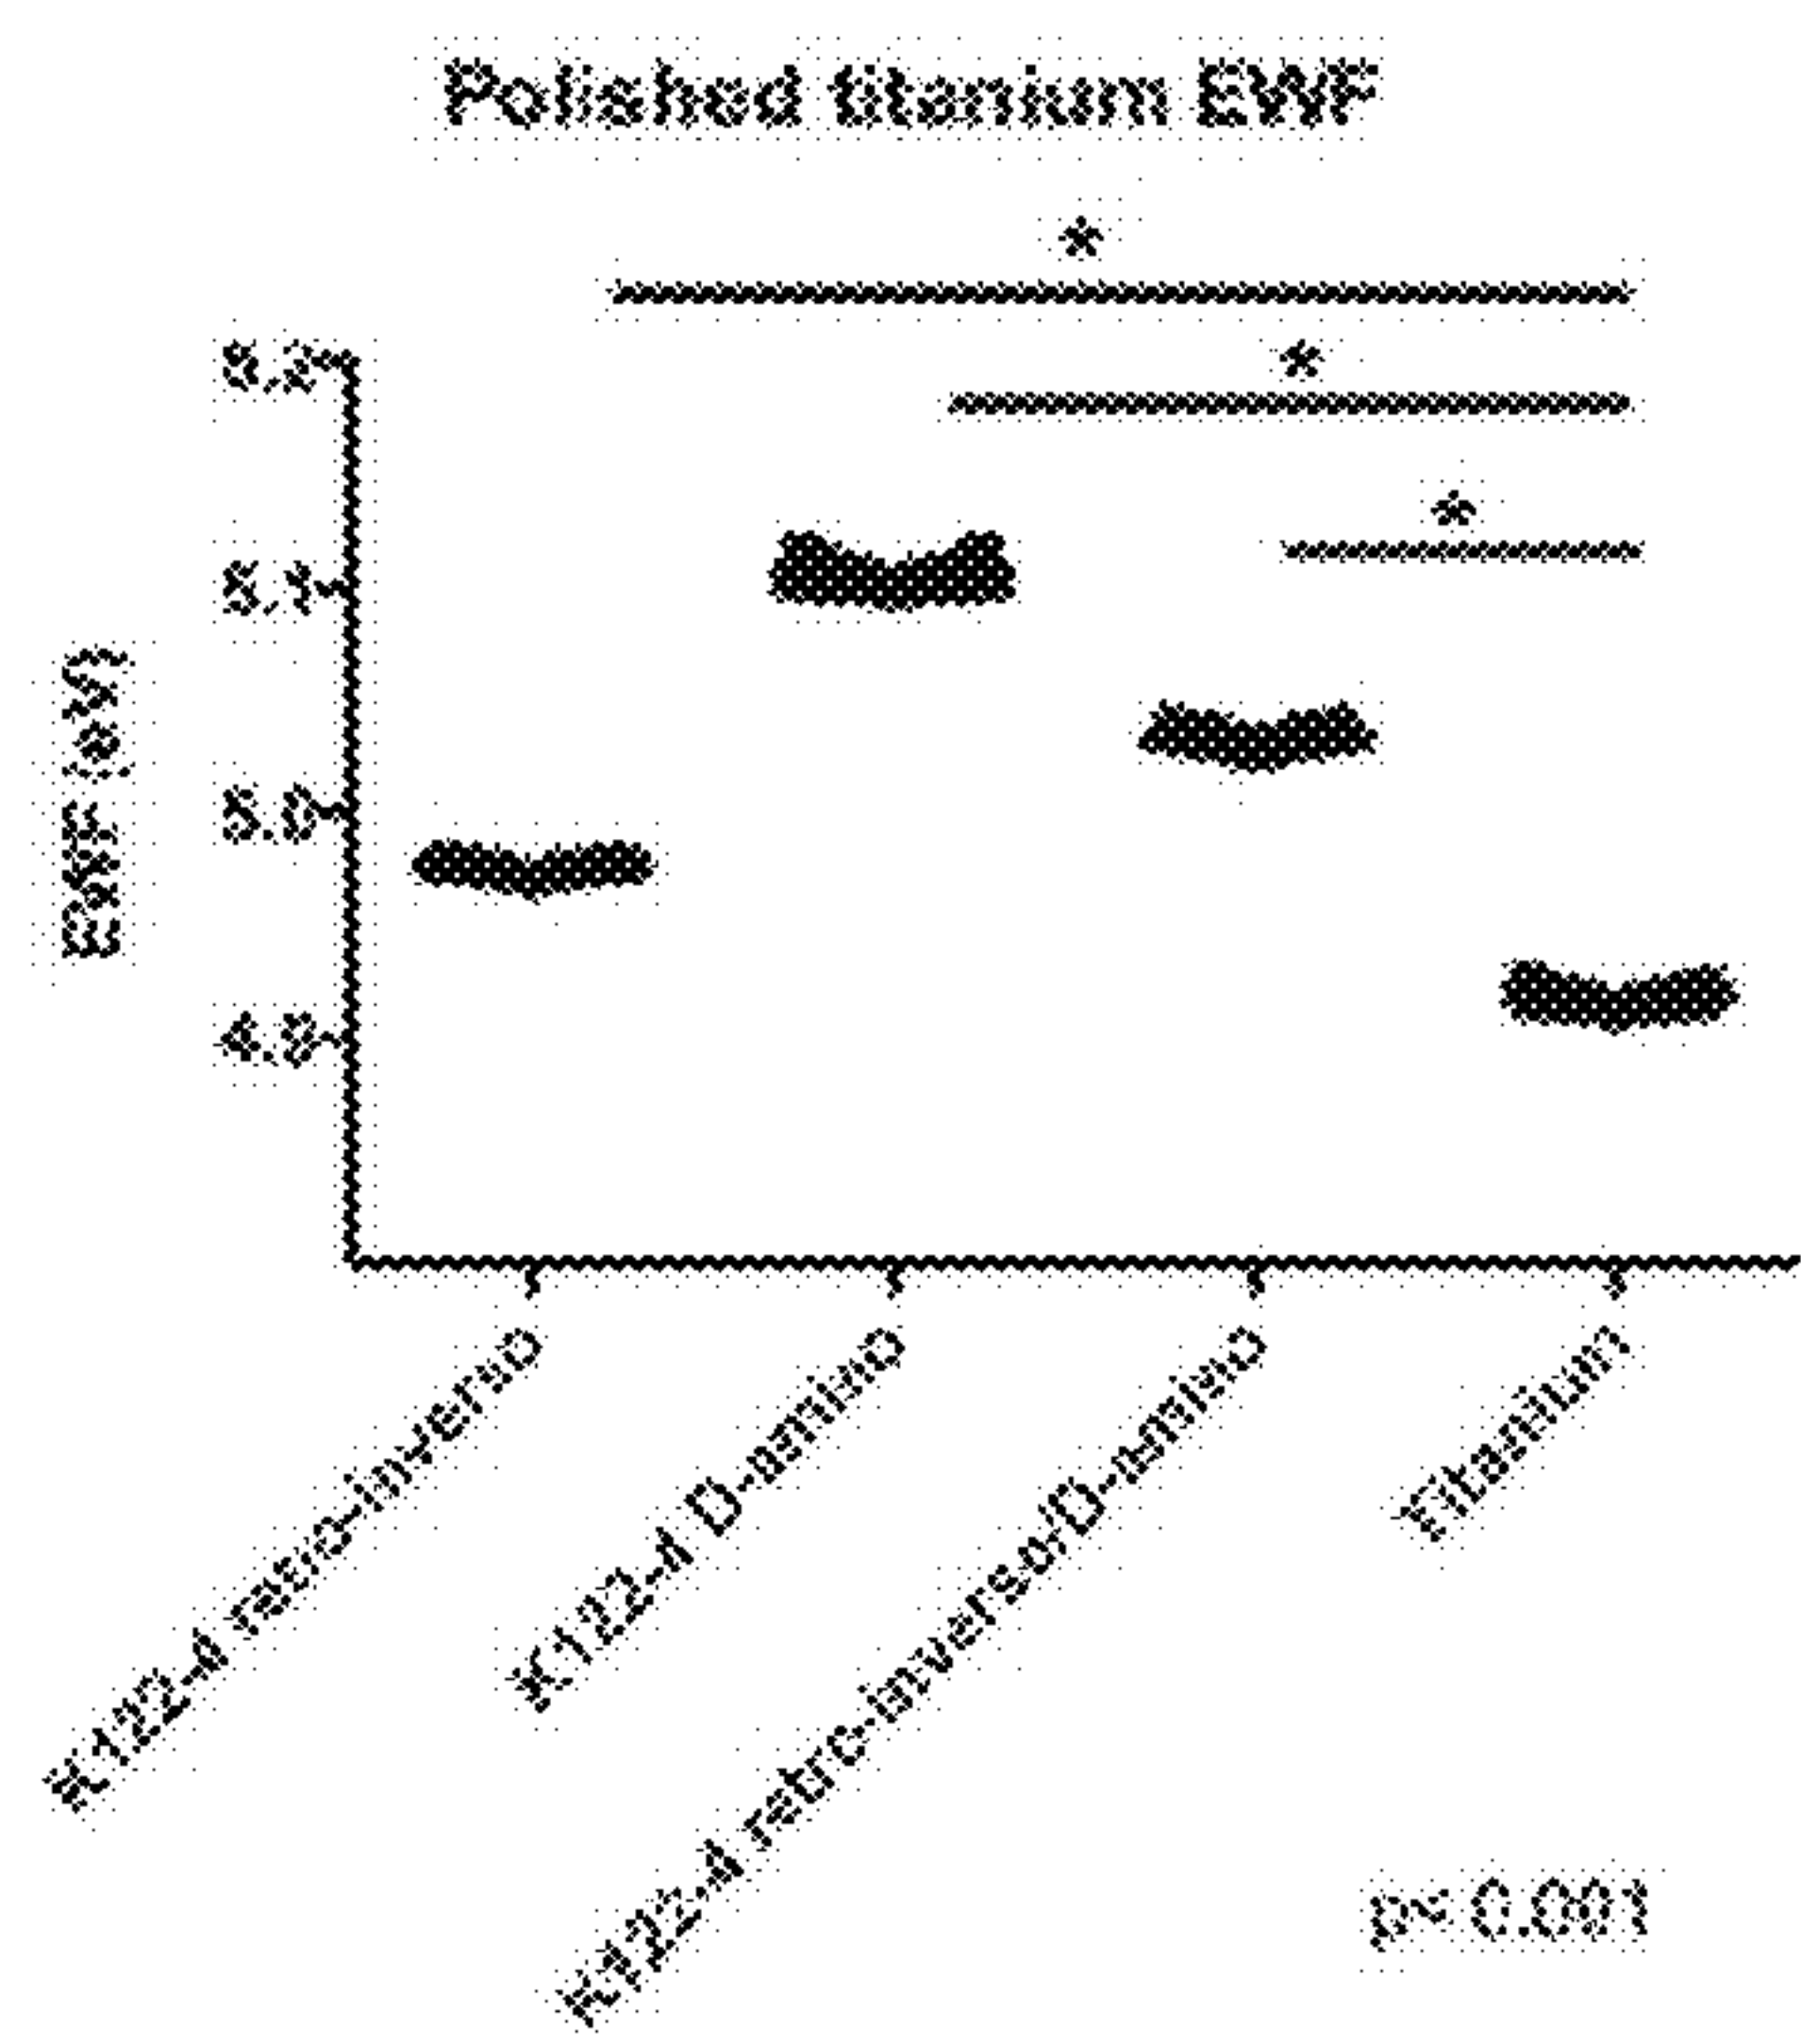 Polished titanium EWF
*
*
*
5.2
5.1
5.0
4.9
EWF (eV)
K122-4 retro-inverso
K122-4 D-amino
K122-4 retro-inverso/D-amino
Titanium
p< 0.001